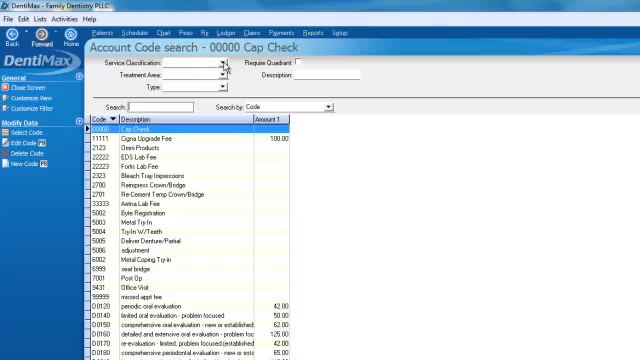 DentiMax - Family Dentistry PLLC
File Edit Lists Activities Help
Back Forward Patients Scheduler Chart Perio Rx Ledger Claims Payments Reports Setup
DENTIMAX
Account Code search - 00000 Cap Check
General
Close Screen
Customize View
Customize Filter
Modify Data
Select Code
Edit Code F9
Delete Code
New Code F8
Service Classification: Require Quadrant
Treatment Area: Description:
Type:
Search: Search by: Code
Code Description Amount 1
00000 Cap Check
11111 Cigna Upgrade Fee 100.00
2123 Omni Products
22222 EDS Lab Fee
22223 Fortis Lab Fee
2323 Bleach Tray Impressions
2700 Reimpress Crown/Bridge
2701 Re-Cement Temp Crown/Bridge
33333 Aetna Lab Fee
5002 Byte Registration
5003 Metal Try-In
5004 Try-In W/Teeth
5005 Deliver Denture/Partial
5006 adjustment
6002 Metal Coping Try-in
6999 seat bridge
7001 Post Op
9431 Office Visit
99999 missed appt fee
D0120 periodic oral evaluation 42.00
D0140 limited oral evaluation - problem focused 50.00
D0150 comprehensive oral evaluation - new or established 62.00
D0160 detailed and extensive oral evaluation - problem foc 125.00
D0170 re-evaluation - limited, problem focused (established 42.00
D0180 comprehensive periodontal evaluation - new or estab 65.00